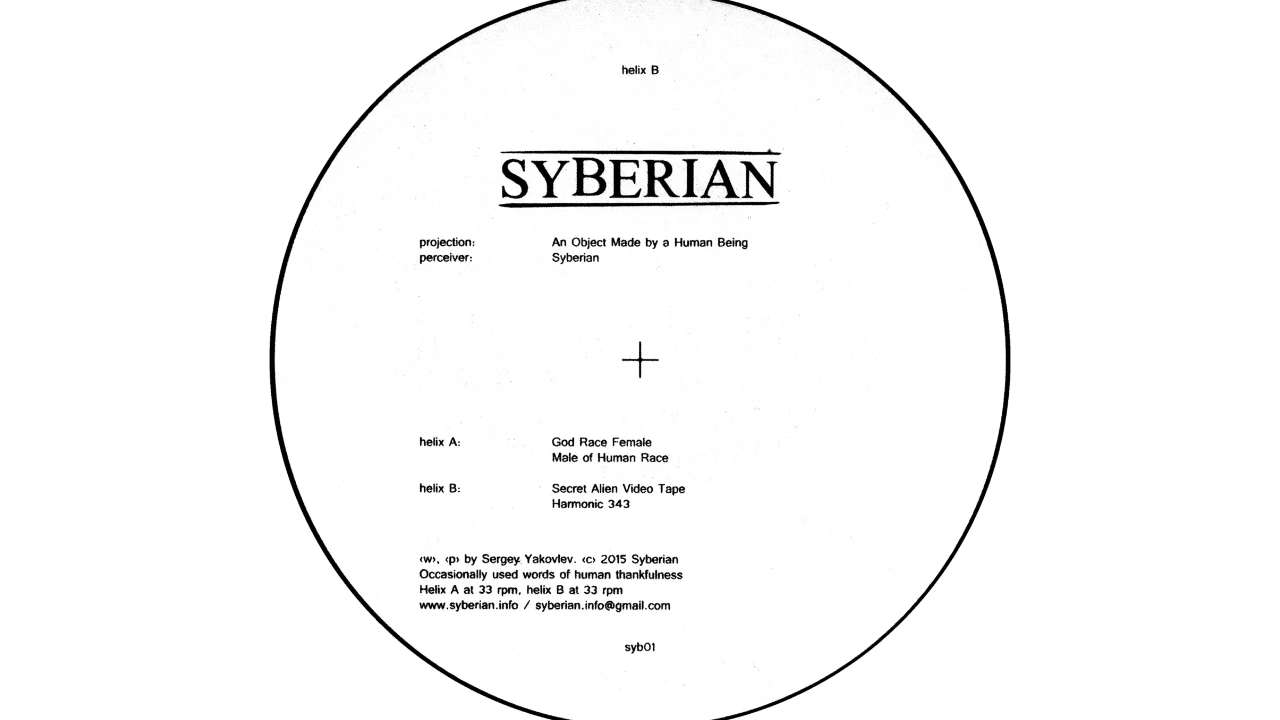 helix B
SYBERIAN
projection: An Object Made by a Human Being
perceiver: Syberian
helix A: God Race Female
Male of Human Race
helix B: Secret Alien Video Tape
Harmonic 343
‹w›, ‹p› by Sergey Yakovlev. ‹c› 2015 Syberian
Occasionally used words of human thankfulness
Helix A at 33 rpm, helix B at 33 rpm
www.syberian.info / syberian.info@gmail.com
syb01